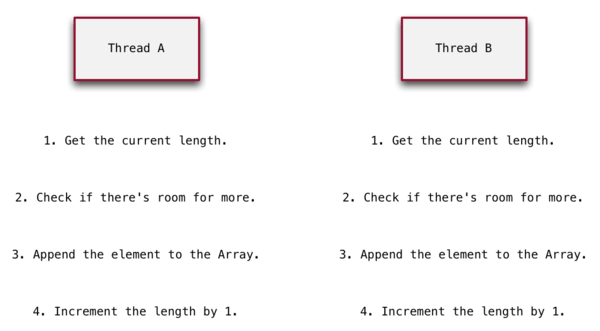 Thread A
Thread B
1. Get the current length.
1. Get the current length.
2. Check if there's room for more.
2. Check if there's room for more.
3. Append the element to the Array.
3. Append the element to the Array.
4. Increment the length by 1.
4. Increment the length by 1.